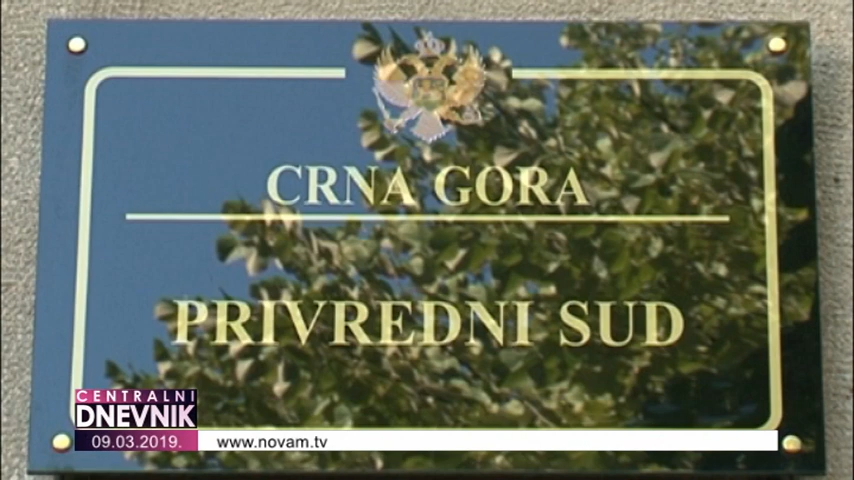 CRNA GORA
PRIVREDNI SUD
CENTRALNI
DNEVNIK
09.03.2019.
www.novam.tv